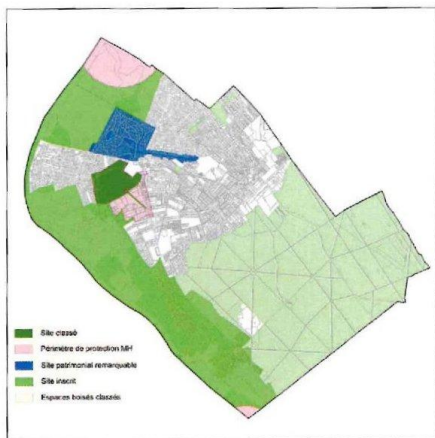 Site classé
Périmètre de protection MH
Site patrimonial remarquable
Site inscrit
Espaces boisés classés